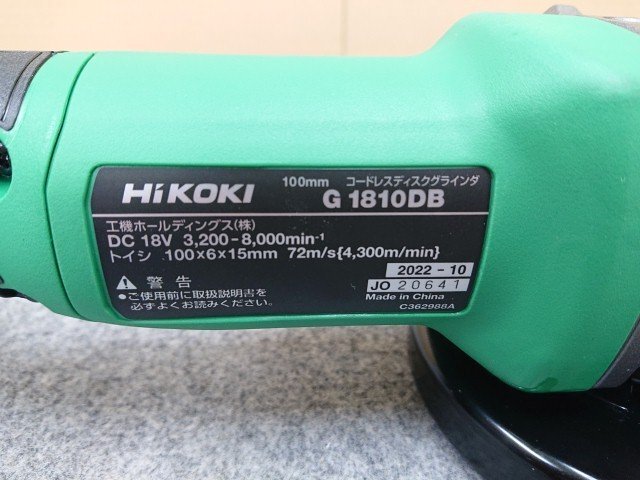 HiKOKI 100mm コードレスディスクグラインダ
G 1810DB
工機ホールディングス(株)
DC 18V 3,200-8,000min-1
トイシ 100×6×15mm 72m/s{4,300m/min}
⚠ 警告
●ご使用前に取扱説明書を
必ずよくお読みください。
2022-10
JO 20641
Made in China
C362988A